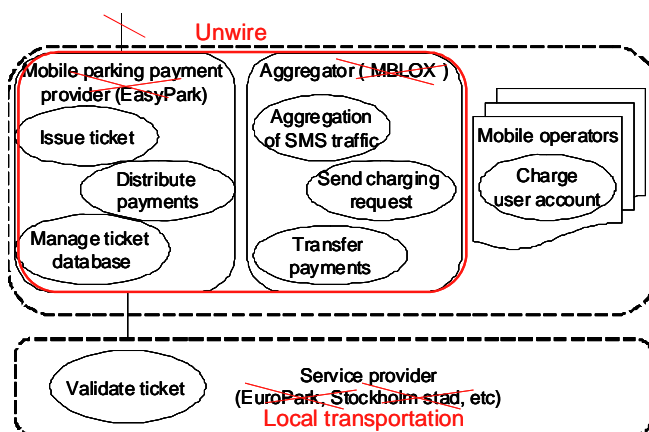 Unwire
Mobile parking payment
provider (EasyPark)
Issue ticket
Distribute
payments
Manage ticket
database
Aggregator ( MBLOX )
Aggregation
of SMS traffic
Send charging
request
Transfer
payments
Mobile operators
Charge
user account
Validate ticket
Service provider
(EuroPark, Stockholm stad, etc)
Local transportation